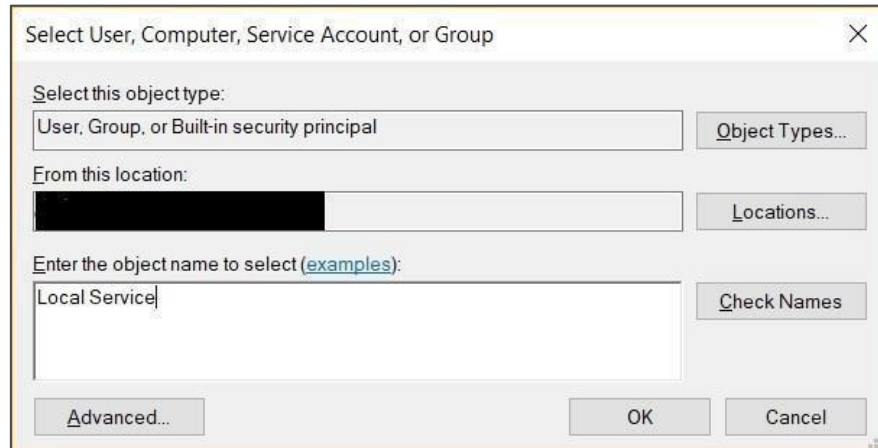 Select User, Computer, Service Account, or Group
Select this object type:
User, Group, or Built-in security principal
Object Types...
From this location:
Locations...
Enter the object name to select (examples):
Local Service
Check Names
Advanced...
OK
Cancel